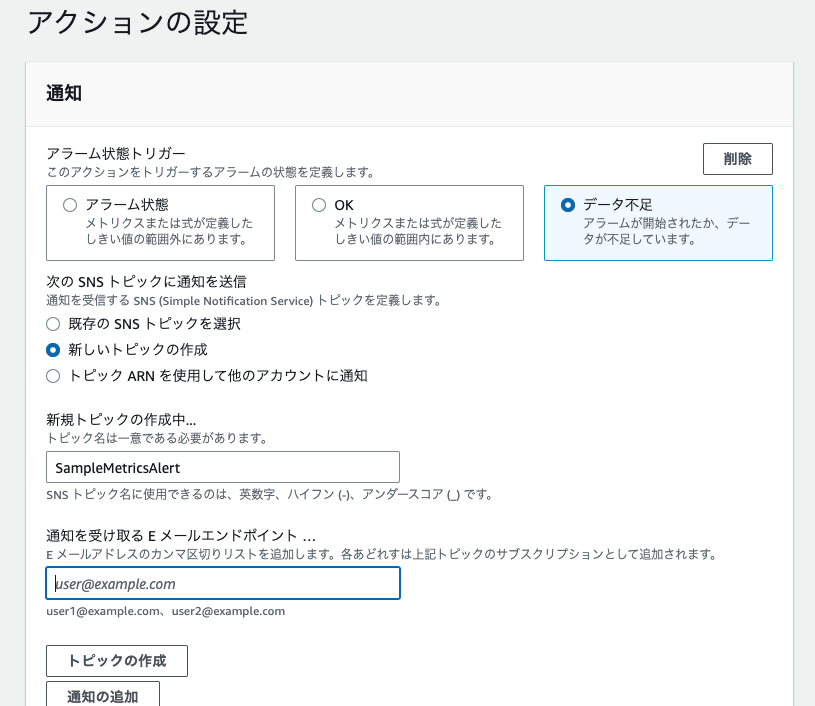 アクションの設定
通知
アラーム状態トリガー
このアクションをトリガーするアラームの状態を定義します。
削除
アラーム状態
メトリクスまたは式が定義した
しきい値の範囲外にあります。
OK
メトリクスまたは式が定義した
しきい値の範囲内にあります。
データ不足
アラームが開始されたか、デー
タが不足しています。
次の SNS トピックに通知を送信
通知を受信する SNS (Simple Notification Service) トピックを定義します。
既存の SNS トピックを選択
新しいトピックの作成
トピック ARN を使用して他のアカウントに通知
新規トピックの作成中...
トピック名は一意である必要があります。
SampleMetricsAlert
SNS トピック名に使用できるのは、英数字、ハイフン (-)、アンダースコア (_) です。
通知を受け取る E メールエンドポイント ...
E メールアドレスのカンマ区切りリストを追加します。各あどれすは上記トピックのサブスクリプションとして追加されます。
user@example.com
user1@example.com、user2@example.com
トピックの作成
通知の追加